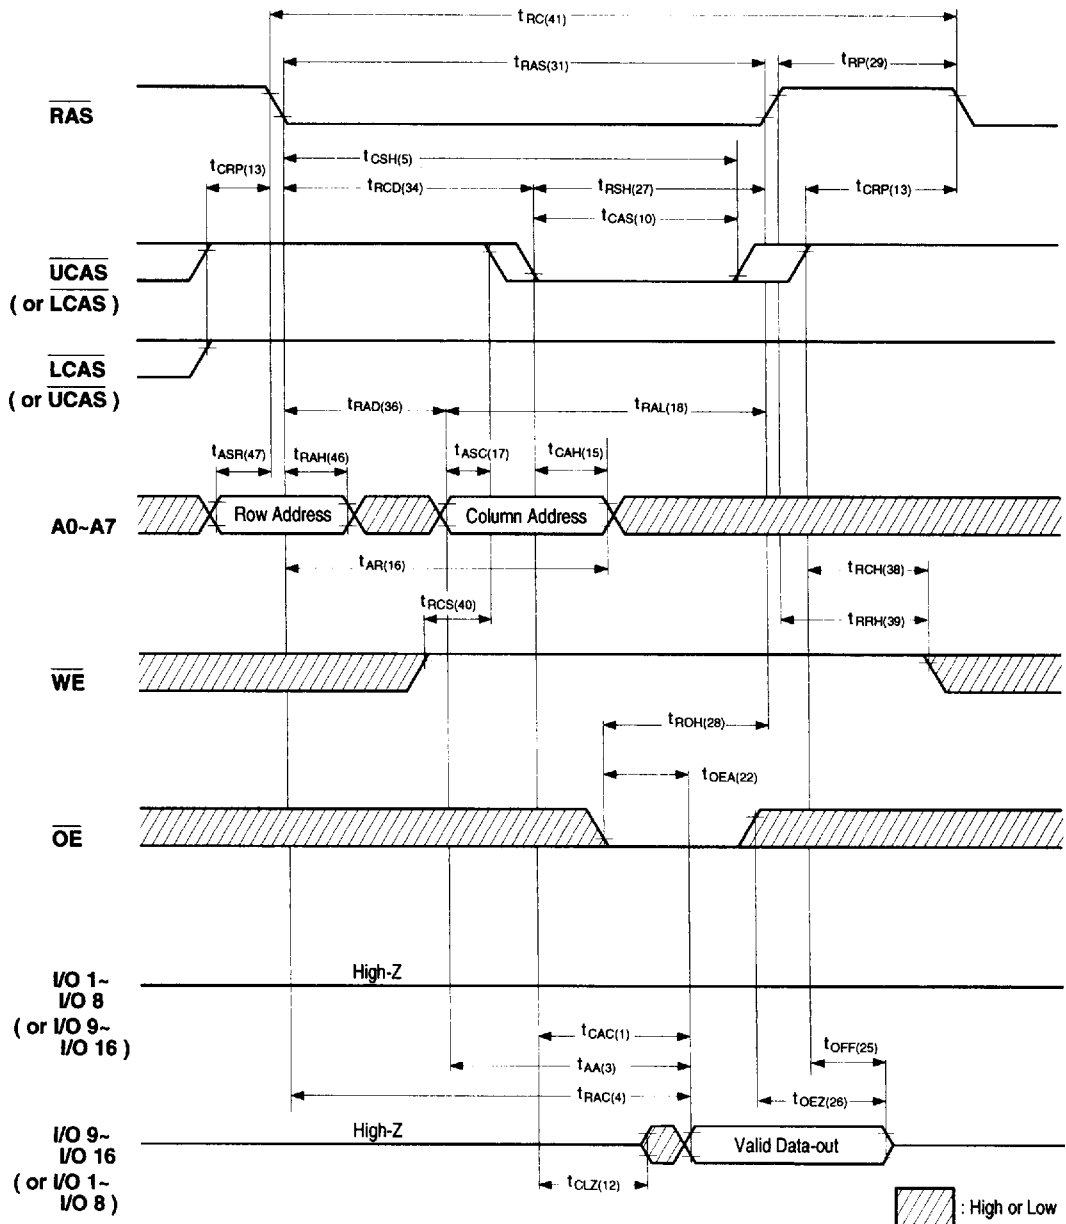 tRC(41)
tRAS(31)
tRP(29)
RAS
tCSH(5)
tCRP(13)
tRCD(34)
tRSH(27)
tCRP(13)
tCAS(10)
UCAS
( or LCAS )
LCAS
( or UCAS )
tRAD(36)
tRAL(18)
tASR(47)
tRAH(46)
tASC(17)
tCAH(15)
A0~A7
Row Address
Column Address
tAR(16)
tRCH(38)
tRCS(40)
tRRH(39)
WE
tROH(28)
tOEA(22)
OE
I/O 1~
I/O 8
( or I/O 9~
I/O 16 )
High-Z
tCAC(1)
tOFF(25)
tAA(3)
tRAC(4)
tOEZ(26)
I/O 9~
I/O 16
( or I/O 1~
I/O 8 )
High-Z
Valid Data-out
tCLZ(12)
: High or Low